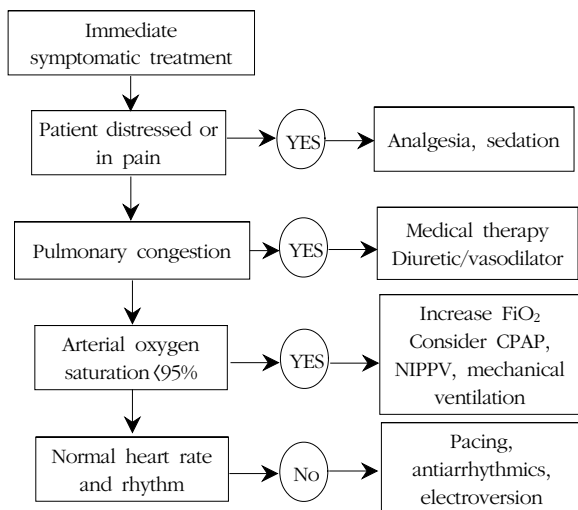 Immediate
symptomatic treatment
Patient distressed or
in pain
YES
Analgesia, sedation
Pulmonary congestion
YES
Medical therapy
Diuretic/vasodilator
Arterial oxygen
saturation<95%
YES
Increase FiO₂
Consider CPAP,
NIPPV, mechanical
ventilation
Normal heart rate
and rhythm
No
Pacing,
antiarrhythmics,
electroversion